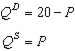 Q^D = 20 − P
Q^S = P